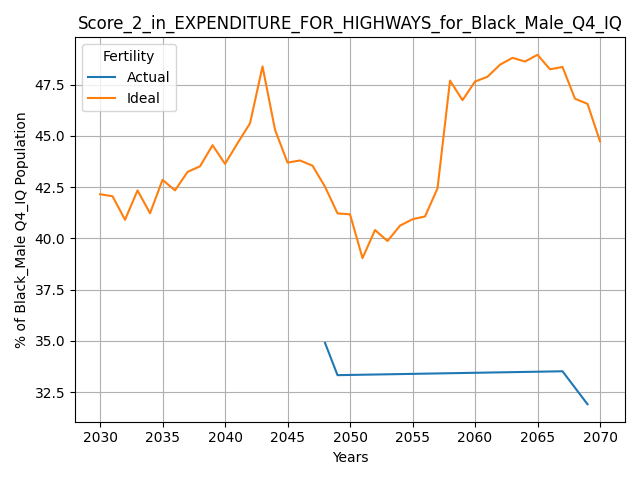 Score_2_in_EXPENDITURE_FOR_HIGHWAYS_for_Black_Male_Q4_IQ
Fertility
Actual
Ideal
% of Black_Male Q4_IQ Population
47.5
45.0
42.5
40.0
37.5
35.0
32.5
2030 2035 2040 2045 2050 2055 2060 2065 2070
Years